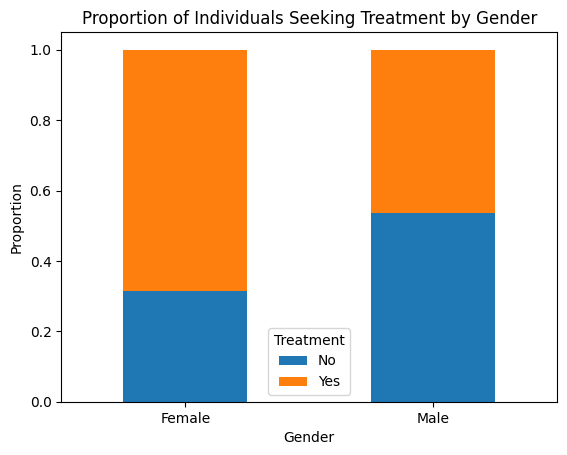 Proportion of Individuals Seeking Treatment by Gender
Proportion
1.0
0.8
0.6
0.4
0.2
0.0
Treatment
No
Yes
Female Male
Gender